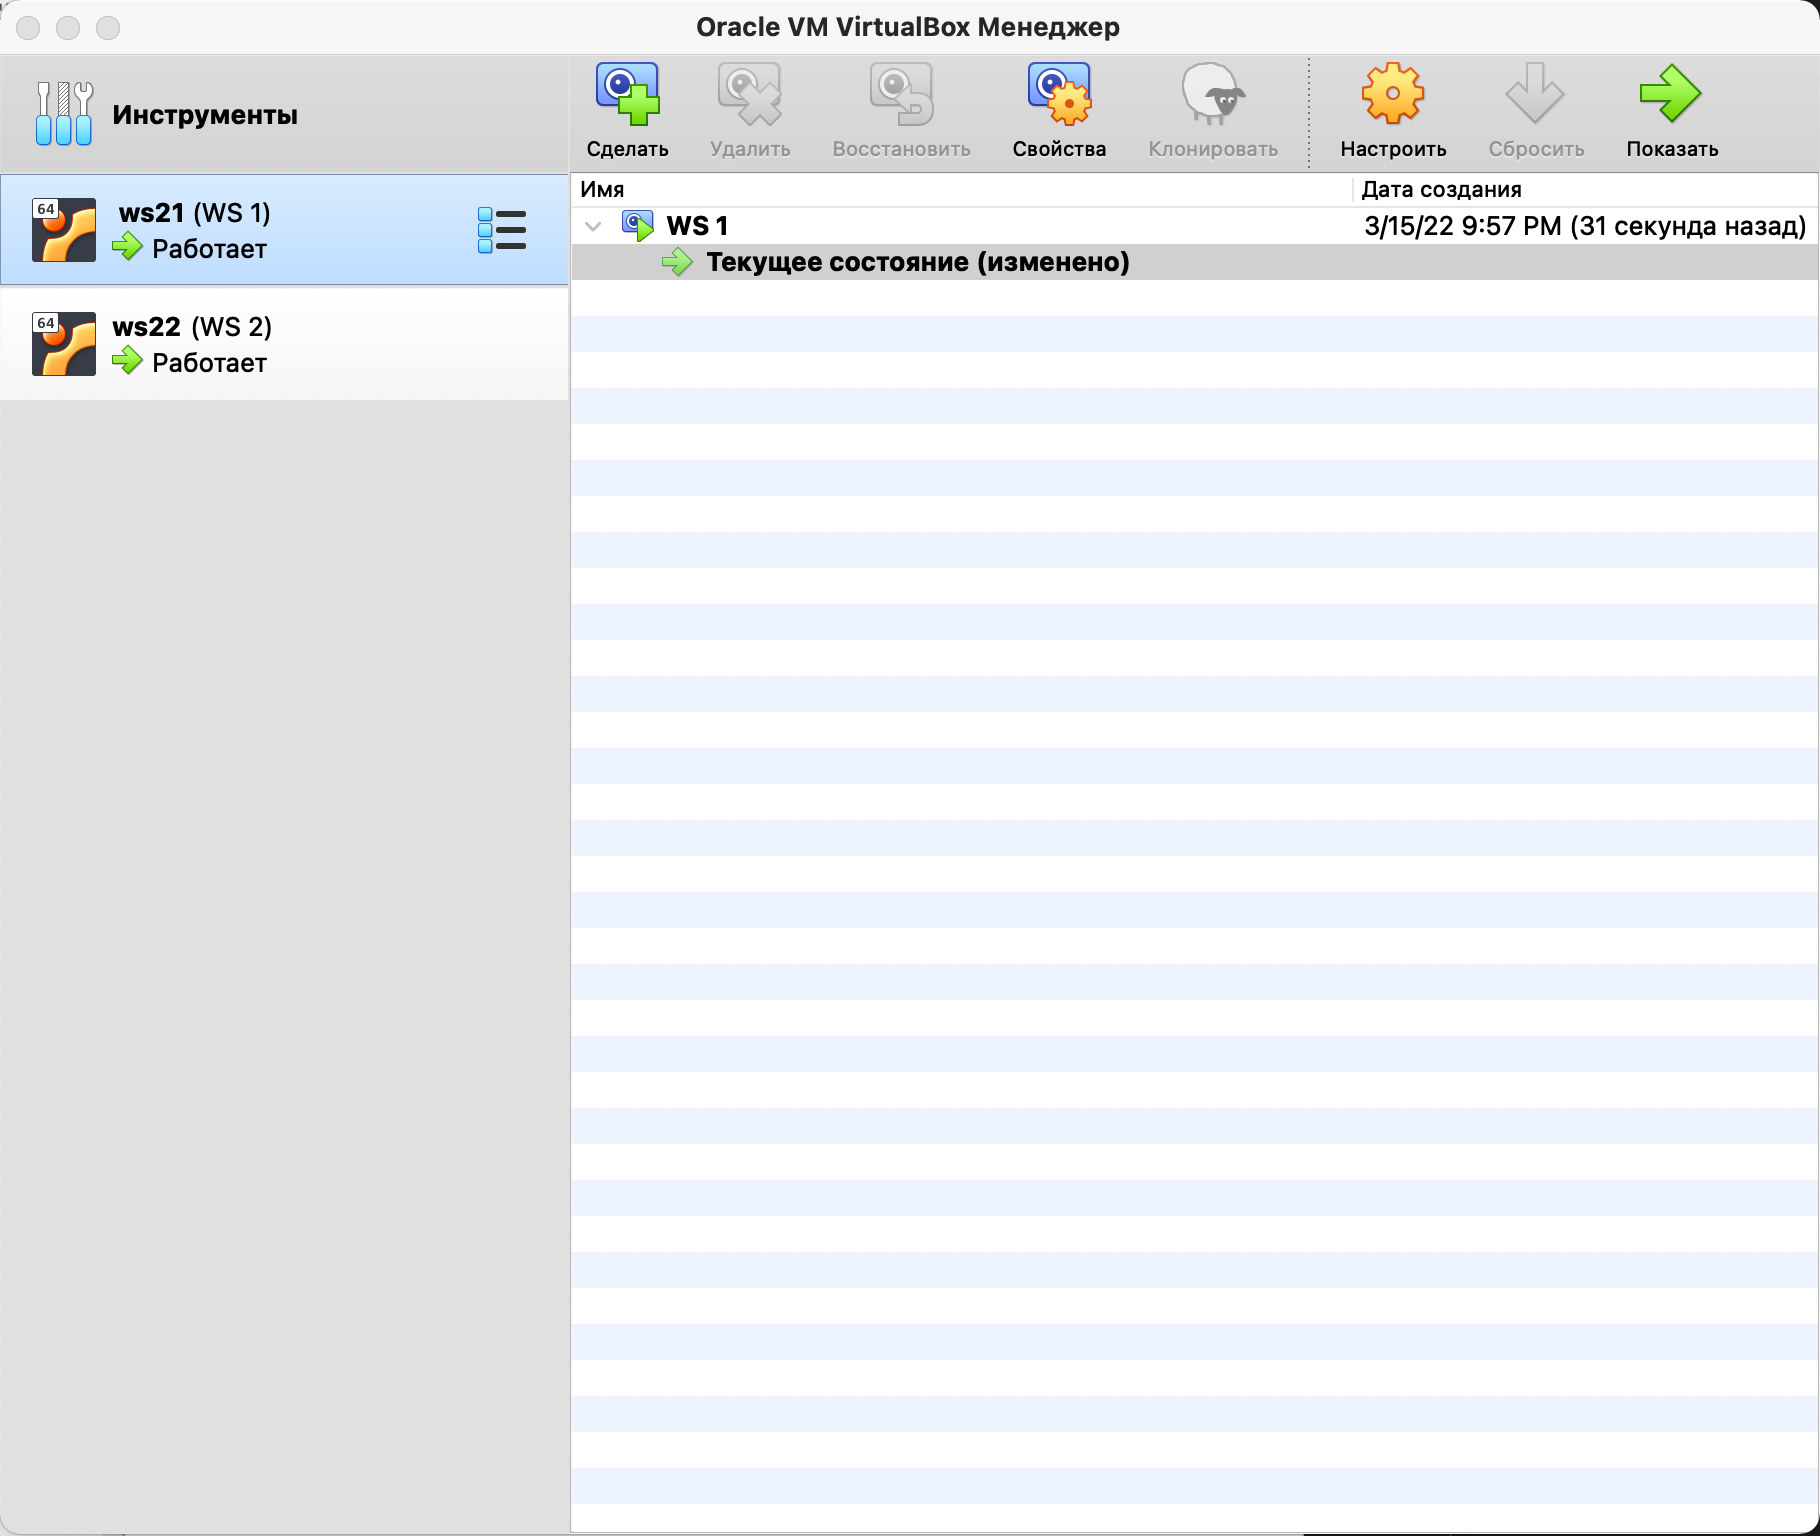 Oracle VM VirtualBox Менеджер
Инструменты
Сделать
Удалить
Восстановить
Свойства
Клонировать
Настроить
Сбросить
Показать
64
ws21 (WS 1)
Работает
64
ws22 (WS 2)
Работает
Имя
Дата создания
WS 1
3/15/22 9:57 PM (31 секунда назад)
Текущее состояние (изменено)